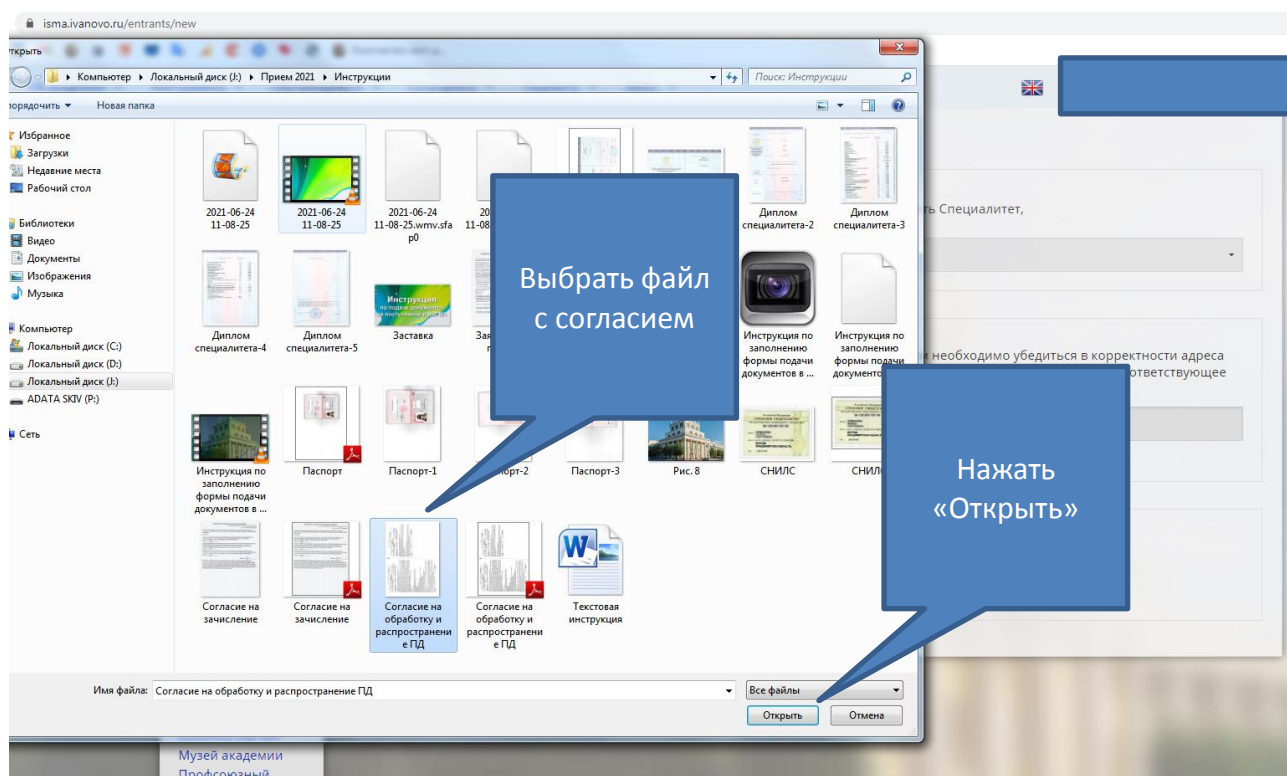 isma.ivanovo.ru/entrants/new
ткрыть
Компьютер
Локальный диск (J:)
Прием 2021
Инструкции
Поиск: Инструкции
порядочить
Новая папка
Избранное
Загрузки
Недавние места
Рабочий стол
Библиотеки
Видео
Документы
Изображения
Музыка
Компьютер
Локальный диск (C:)
Локальный диск (D:)
Локальный диск (J:)
ADATA SKIV (P:)
Сеть
2021-06-24
11-08-25
2021-06-24
11-08-25
2021-06-24
11-08-25.wmv.sfa
p0
Диплом
специалитета-2
Диплом
специалитета-3
Диплом
специалитета-4
Диплом
специалитета-5
Инструкция
Заставка
Инструкция по
заполнению
формы подачи
документов в ...
Инструкция по
заполнению
формы подачи
Инструкция по
заполнению
формы подачи
документов в ...
Паспорт
Паспорт-1
Паспорт-3
Рис. 8
СНИЛС
Согласие на
зачисление
Согласие на
зачисление
Согласие на
обработку и
распространени
е ПД
Согласие на
обработку и
распространени
е ПД
Текстовая
инструкция
Выбрать файл
с согласием
Нажать
«Открыть»
Имя файла:
Согласие на обработку и распространение ПД
Все файлы
Открыть
Отмена
ть Специалитет,
необходимо убедиться в корректности адреса
ответствующее
Музей академии
Профсоюзный